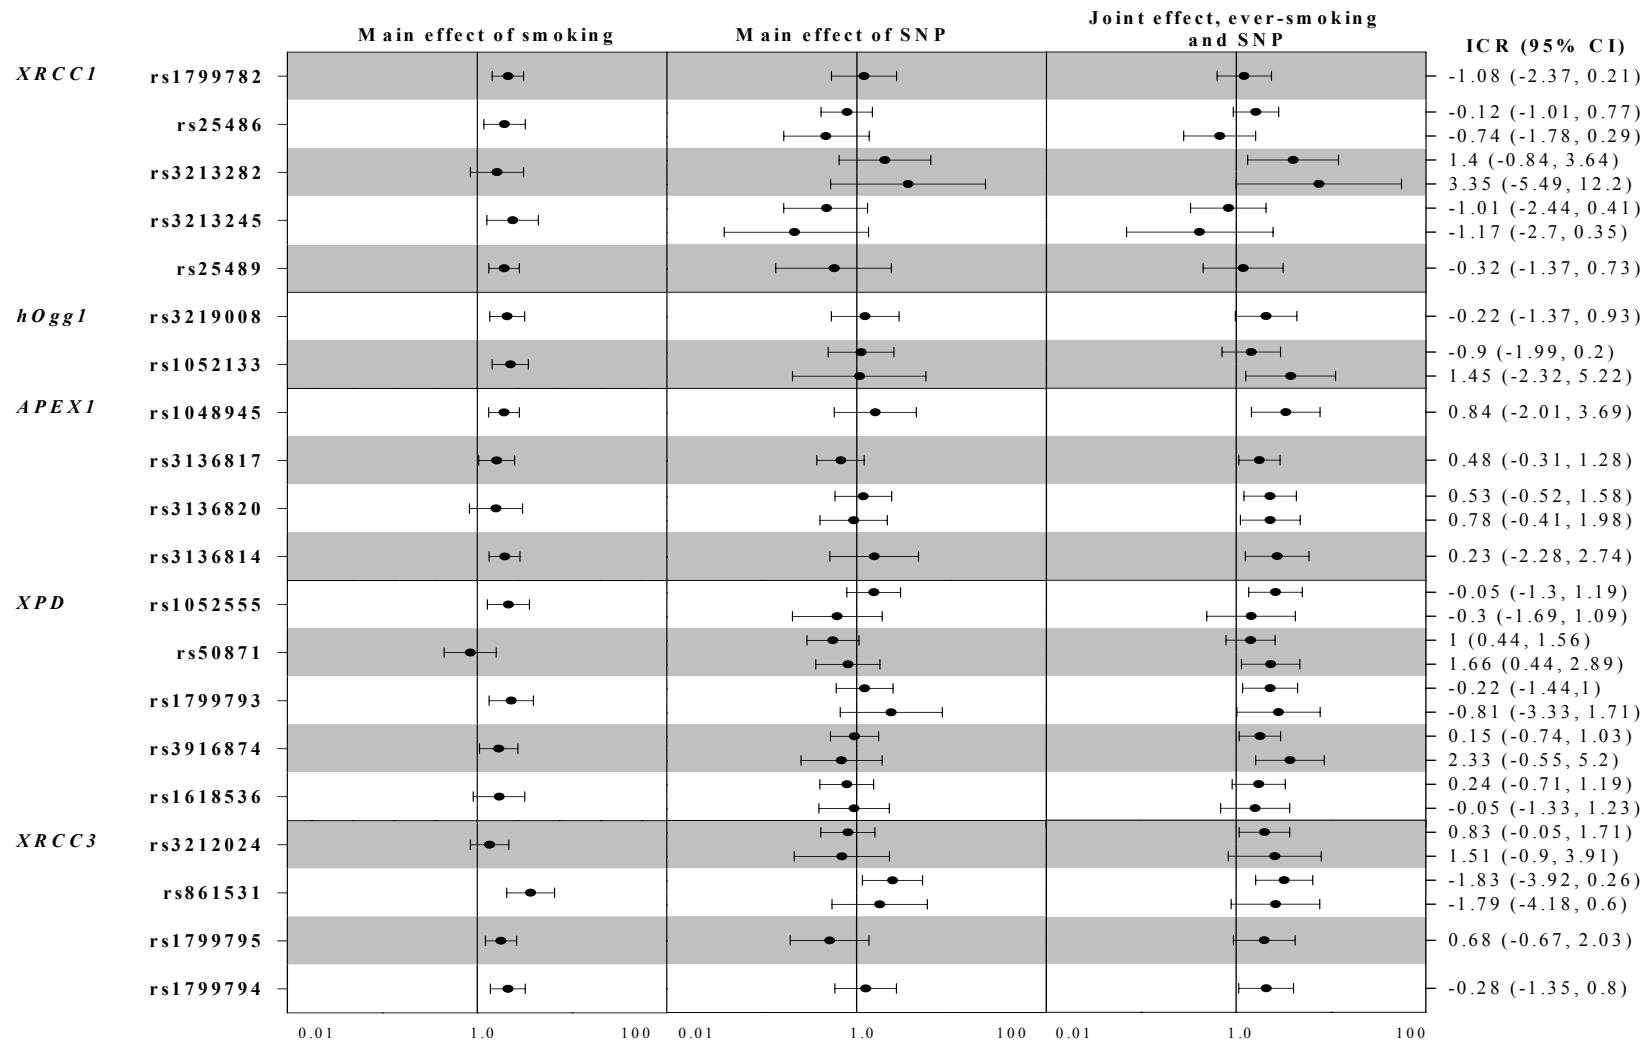 Main effect of smoking
Main effect of SNP
Joint effect, ever-smoking
and SNP
ICR (95% CI)
XRCC1
rs1799782
-1.08 (-2.37, 0.21)
rs25486
-0.12 (-1.01, 0.77)
-0.74 (-1.78, 0.29)
rs3213282
1.4 (-0.84, 3.64)
3.35 (-5.49, 12.2)
rs3213245
-1.01 (-2.44, 0.41)
-1.17 (-2.7, 0.35)
rs25489
-0.32 (-1.37, 0.73)
hOgg1
rs3219008
-0.22 (-1.37, 0.93)
rs1052133
-0.9 (-1.99, 0.2)
1.45 (-2.32, 5.22)
APEX1
rs1048945
0.84 (-2.01, 3.69)
rs3136817
0.48 (-0.31, 1.28)
rs3136820
0.53 (-0.52, 1.58)
0.78 (-0.41, 1.98)
rs3136814
0.23 (-2.28, 2.74)
XPD
rs1052555
-0.05 (-1.3, 1.19)
-0.3 (-1.69, 1.09)
rs50871
1 (0.44, 1.56)
1.66 (0.44, 2.89)
rs1799793
-0.22 (-1.44,1)
-0.81 (-3.33, 1.71)
rs3916874
0.15 (-0.74, 1.03)
2.33 (-0.55, 5.2)
rs1618536
0.24 (-0.71, 1.19)
-0.05 (-1.33, 1.23)
XRCC3
rs3212024
0.83 (-0.05, 1.71)
1.51 (-0.9, 3.91)
rs861531
-1.83 (-3.92, 0.26)
-1.79 (-4.18, 0.6)
rs1799795
0.68 (-0.67, 2.03)
rs1799794
-0.28 (-1.35, 0.8)
0.01 1.0 100 0.01 1.0 100 0.01 1.0 100